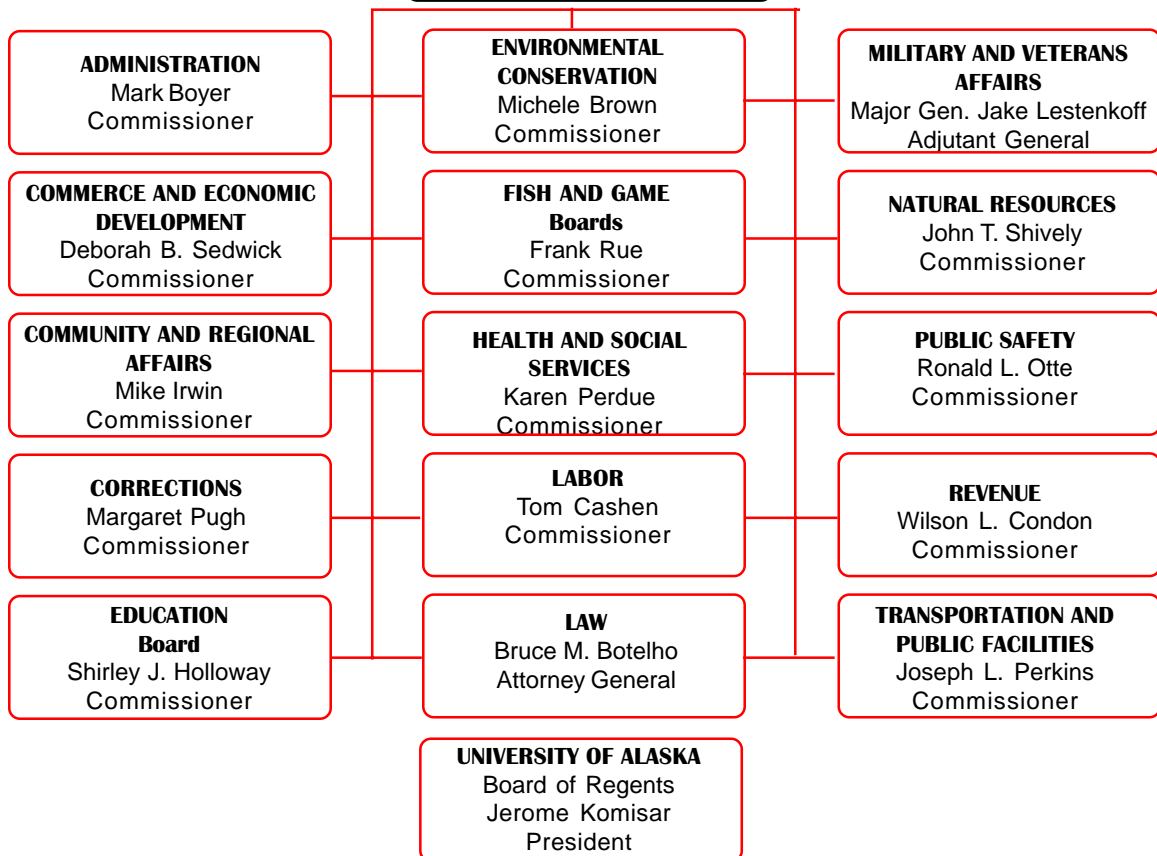 ADMINISTRATION
Mark Boyer
Commissioner
ENVIRONMENTAL
CONSERVATION
Michele Brown
Commissioner
MILITARY AND VETERANS
AFFAIRS
Major Gen. Jake Lestenkoff
Adjutant General
COMMERCE AND ECONOMIC
DEVELOPMENT
Deborah B. Sedwick
Commissioner
FISH AND GAME
Boards
Frank Rue
Commissioner
NATURAL RESOURCES
John T. Shively
Commissioner
COMMUNITY AND REGIONAL
AFFAIRS
Mike Irwin
Commissioner
HEALTH AND SOCIAL
SERVICES
Karen Perdue
Commissioner
PUBLIC SAFETY
Ronald L. Otte
Commissioner
CORRECTIONS
Margaret Pugh
Commissioner
LABOR
Tom Cashen
Commissioner
REVENUE
Wilson L. Condon
Commissioner
EDUCATION
Board
Shirley J. Holloway
Commissioner
LAW
Bruce M. Botelho
Attorney General
TRANSPORTATION AND
PUBLIC FACILITIES
Joseph L. Perkins
Commissioner
UNIVERSITY OF ALASKA
Board of Regents
Jerome Komisar
President